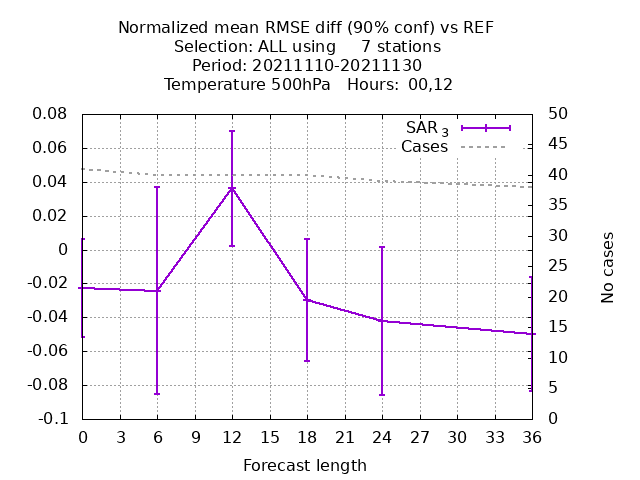 Normalized mean RMSE diff (90% conf) vs REF
Selection: ALL using     7 stations
Period: 20211110-20211130
Temperature 500hPa   Hours:  00,12
SAR 3
Cases
0.08
0.06
0.04
0.02
0
-0.02
-0.04
-0.06
-0.08
-0.1
50
45
40
35
30
25
20
15
10
5
0
No cases
0 3 6 9 12 15 18 21 24 27 30 33 36
Forecast length